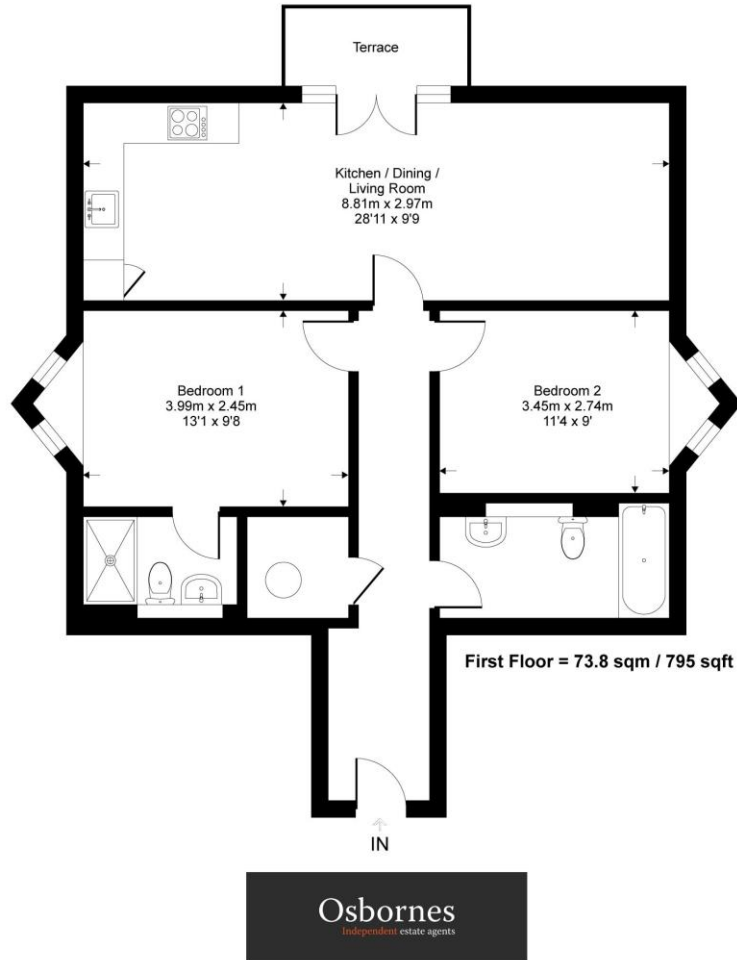 Terrace
Kitchen / Dining /
Living Room
8.81m x 2.97m
28'11 x 9'9
Bedroom 1
3.99m x 2.45m
13'1 x 9'8
Bedroom 2
3.45m x 2.74m
11'4 x 9'
First Floor = 73.8 sqm / 795 sqft
IN
Osbornes
Independent estate agents